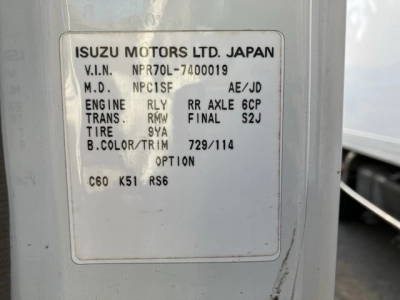 ISUZU MOTORS LTD. JAPAN
V.I.N. NPR70L-7400019
M.D. NPC1SF AE/JD
ENGINE RLY RR AXLE 6CP
TRANS. RMW FINAL S2J
TIRE 9YA
B.COLOR/TRIM 729/114
OPTION
C60 K51 RS6